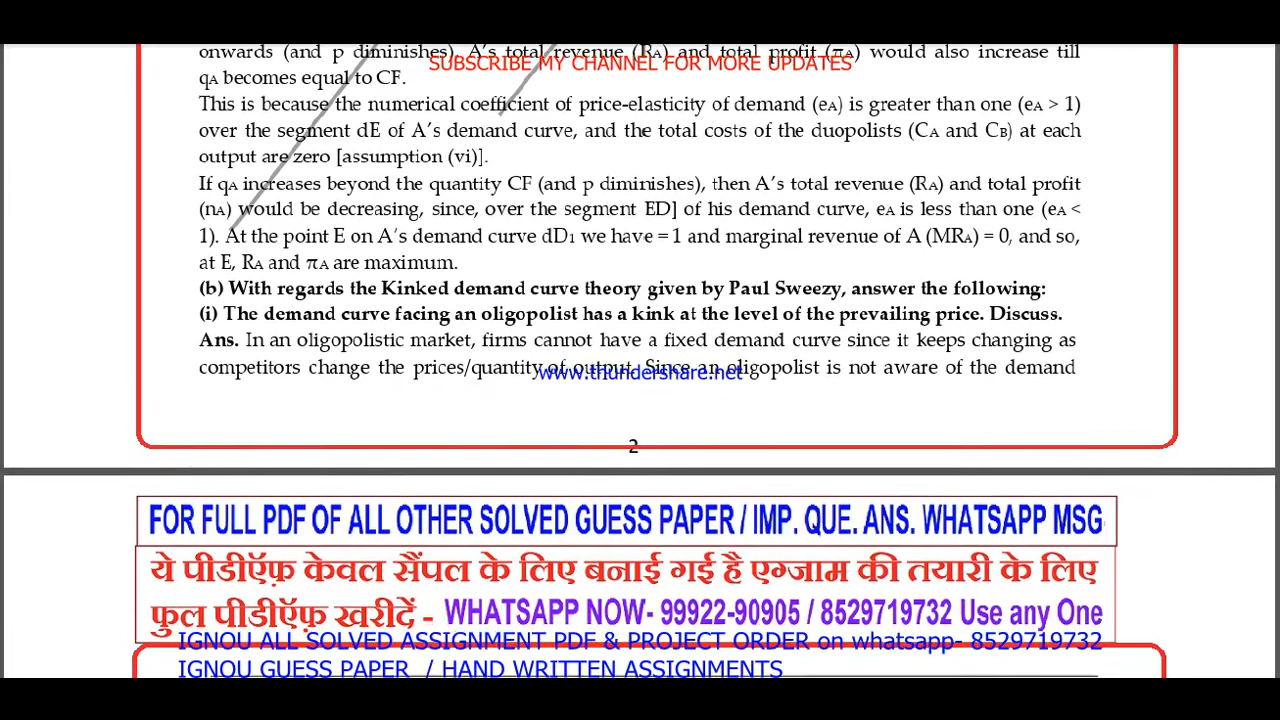 onwards (and p diminishes), A's total revenue (RA) and total profit (πA) would also increase till
SUBSCRIBE MY CHANNEL FOR MORE UPDATES
qA becomes equal to CF.
This is because the numerical coefficient of price-elasticity of demand (eA) is greater than one (eA > 1)
over the segment dE of A's demand curve, and the total costs of the duopolists (CA and CB) at each
output are zero [assumption (vi)].
If qA increases beyond the quantity CF (and p diminishes), then A's total revenue (RA) and total profit
(nA) would be decreasing, since, over the segment ED] of his demand curve, eA is less than one (eA <
1). At the point E on A's demand curve dD1 we have = 1 and marginal revenue of A (MRA) = 0, and so,
at E, RA and πA are maximum.
(b) With regards the Kinked demand curve theory given by Paul Sweezy, answer the following:
(i) The demand curve facing an oligopolist has a kink at the level of the prevailing price. Discuss.
Ans. In an oligopolistic market, firms cannot have a fixed demand curve since it keeps changing as
competitors change the prices/quantity of output. Since an oligopolist is not aware of the demand
www.thundershare.net
2
FOR FULL PDF OF ALL OTHER SOLVED GUESS PAPER / IMP. QUE. ANS. WHATSAPP MSG
ये पीडीऍफ़ केवल सैंपल के लिए बनाई गई है एग्जाम की तयारी के लिए
फुल पीडीऍफ़ खरीदें - WHATSAPP NOW- 99922-90905 / 8529719732 Use any One
IGNOU ALL SOLVED ASSIGNMENT PDF & PROJECT ORDER on whatsapp- 8529719732
IGNOU GUESS PAPER / HAND WRITTEN ASSIGNMENTS